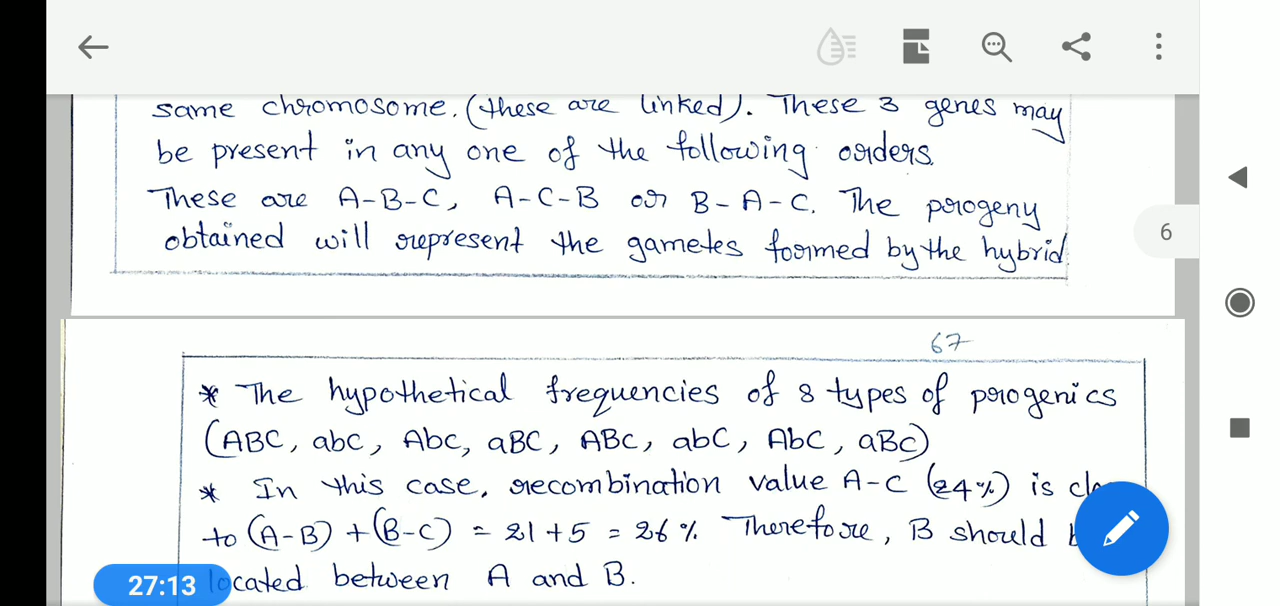 same chromosome. (these are linked). These 3 genes may
be present in any one of the following orders.
These are A-B-C, A-C-B or B-A-C. The progeny
obtained will represent the gametes formed by the hybrid
6
67
* The hypothetical frequencies of 8 types of progenics
(ABC, abc, Abc, aBC, ABc, abC, AbC, aBc)
* In this case, recombination value A-C (24%) is
to (A-B) + (B-C) = 21 + 5 = 26 % Therefore, B should
located between A and B.
27:13